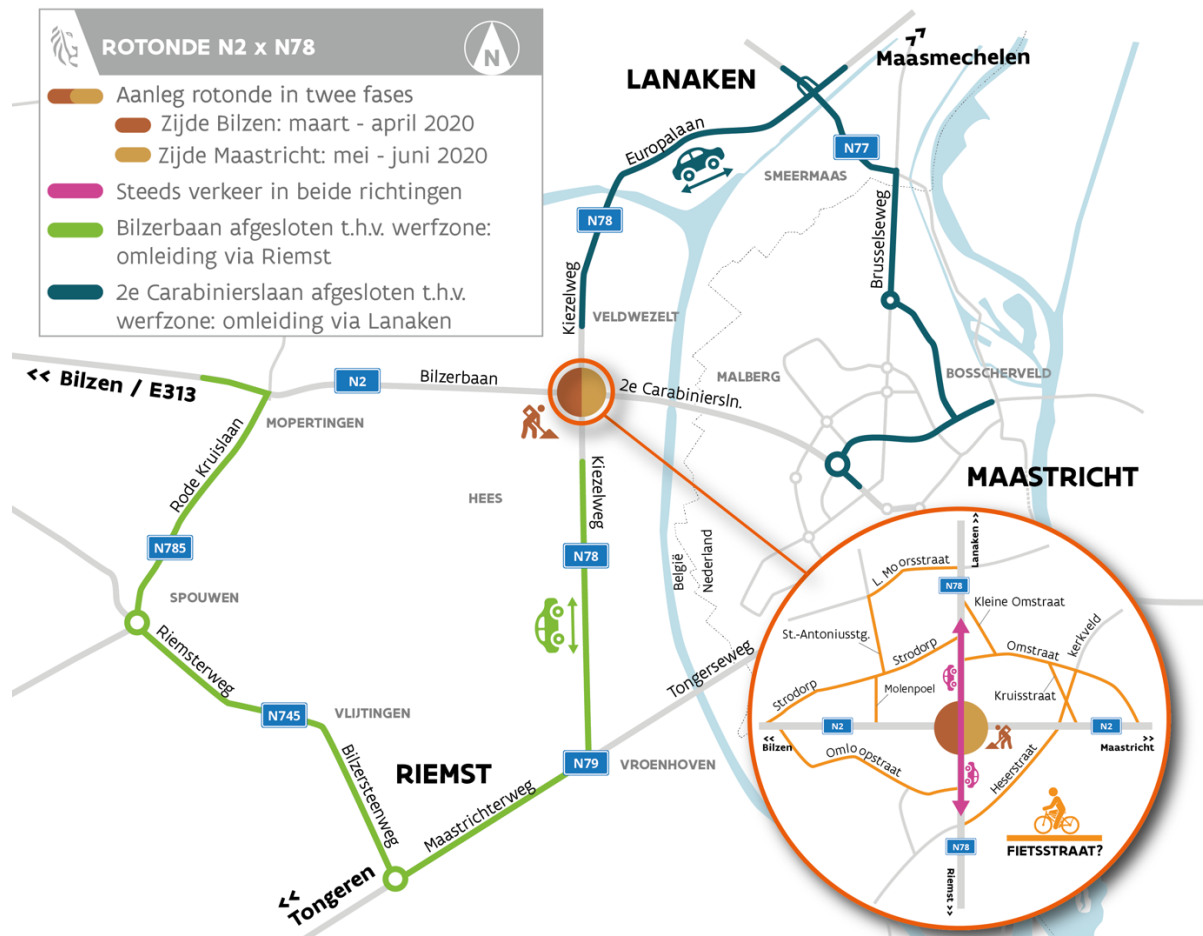 ROTONDE N2 x N78
N
Aanleg rotonde in twee fases
Zijde Bilzen: maart - april 2020
Zijde Maastricht: mei - juni 2020
Steeds verkeer in beide richtingen
Bilzerbaan afgesloten t.h.v. werfzone:
omleiding via Riemst
2e Carabinierslaan afgesloten t.h.v.
werfzone: omleiding via Lanaken
LANAKEN
>> Maasmechelen
Europalaan
N77
SMEERMAAS
N78
Brusselseweg
Kiezelweg
VELDWEZELT
<< Bilzen / E313
N2
Bilzerbaan
2e Carabiniersln.
MALBERG
BOSSCHERVELD
MOPERTINGEN
Rode Kruislaan
HEES
Kiezelweg
MAASTRICHT
N785
N78
België
Nederland
SPOUWEN
Riemsterweg
N745
VLIJTINGEN
Bilzersteenweg
RIEMST
N79
VROENHOVEN
Tongerseweg
Maastrichterweg
<< Tongeren
Lanaken >>
L. Moorsstraat
N78
Kleine Omstraat
St.-Antoniusstg.
Strodorp
Omstraat
kerkveld
Strodorp
Molenpoel
Kruisstraat
N2
N2
<< Bilzen
Maastricht >>
Omloopstraat
Heserstraat
N78
FIETSSTRAAT?
Riemst >>